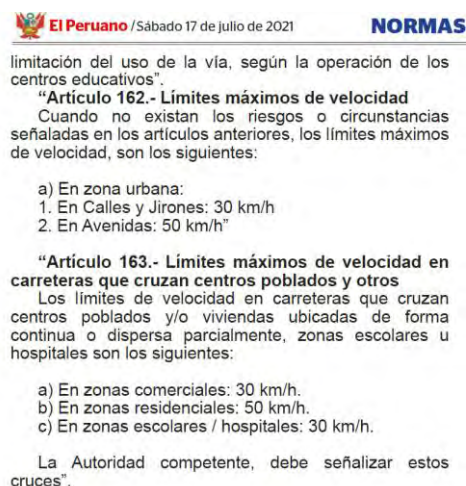 El Peruano / Sábado 17 de julio de 2021
NORMAS
limitación del uso de la vía, según la operación de los
centros educativos".
"Artículo 162.- Límites máximos de velocidad
Cuando no existan los riesgos o circunstancias
señaladas en los artículos anteriores, los límites máximos
de velocidad, son los siguientes:
a) En zona urbana:
1. En Calles y Jirones: 30 km/h
2. En Avenidas: 50 km/h"
"Artículo 163.- Límites máximos de velocidad en
carreteras que cruzan centros poblados y otros
Los límites de velocidad en carreteras que cruzan
centros poblados y/o viviendas ubicadas de forma
continua o dispersa parcialmente, zonas escolares u
hospitales son los siguientes:
a) En zonas comerciales: 30 km/h.
b) En zonas residenciales: 50 km/h.
c) En zonas escolares / hospitales: 30 km/h.
La Autoridad competente, debe señalizar estos
cruces".